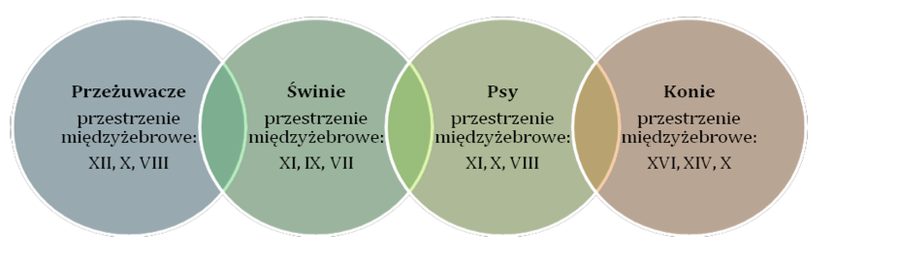 Przeżuwacze
przestrzenie
międzyżebrowe:
XII, X, VIII
Świnie
przestrzenie
międzyżebrowe:
XI, IX, VII
Psy
przestrzenie
międzyżebrowe:
XI, X, VIII
Konie
przestrzenie
międzyżebrowe:
XVI, XIV, X